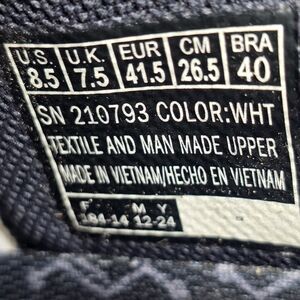 U.S. U.K. EUR CM BRA
8.5 7.5 41.5 26.5 40
SN 210793 COLOR:WHT
TEXTILE AND MAN MADE UPPER
MADE IN VIETNAM/HECHO EN VIETNAM
F M Y
12-24